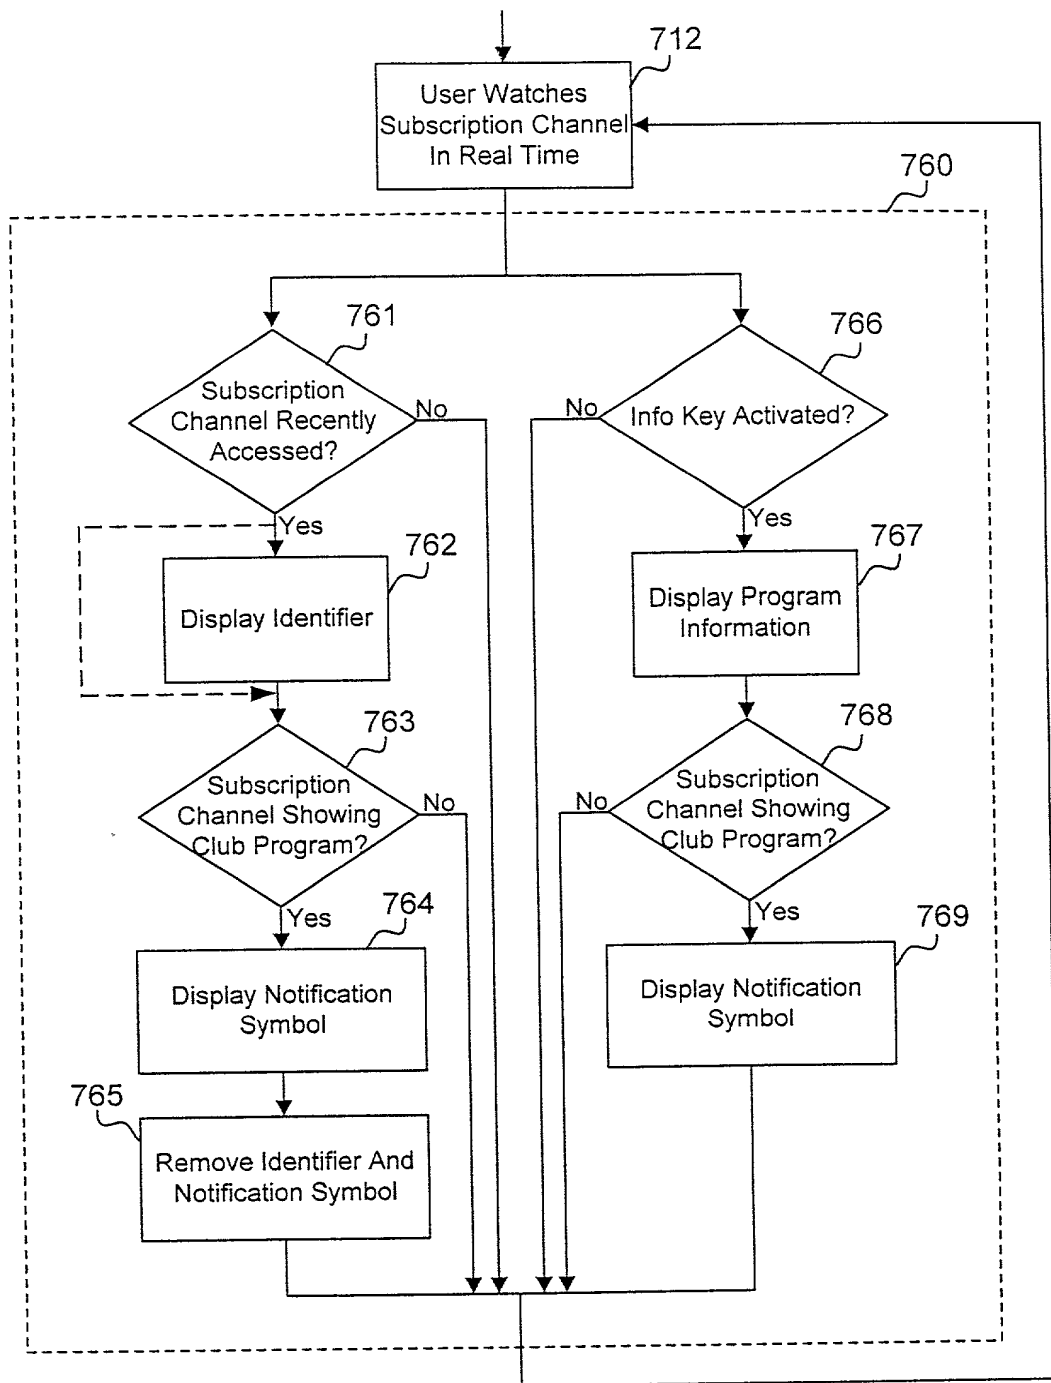 712
User Watches
Subscription Channel
In Real Time
760
761
Subscription
Channel Recently
Accessed?
No
Yes
766
Info Key Activated?
No
Yes
762
Display Identifier
767
Display Program
Information
763
Subscription
Channel Showing
Club Program?
No
Yes
768
Subscription
Channel Showing
Club Program?
No
Yes
764
Display Notification
Symbol
769
Display Notification
Symbol
765
Remove Identifier And
Notification Symbol